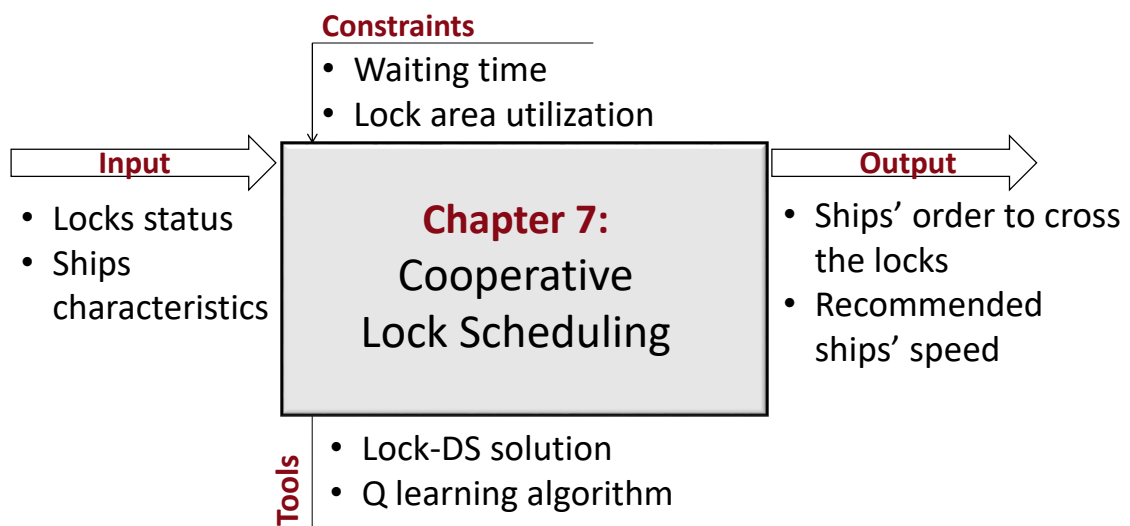 Constraints
• Waiting time
• Lock area utilization
Input
• Locks status
• Ships
characteristics
Chapter 7:
Cooperative
Lock Scheduling
Output
• Ships’ order to cross
the locks
• Recommended
ships’ speed
Tools
• Lock-DS solution
• Q learning algorithm